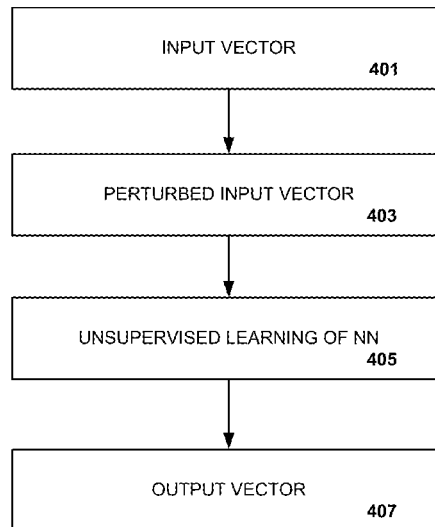 INPUT VECTOR
401
PERTURBED INPUT VECTOR
403
UNSUPERVISED LEARNING OF NN
405
OUTPUT VECTOR
407